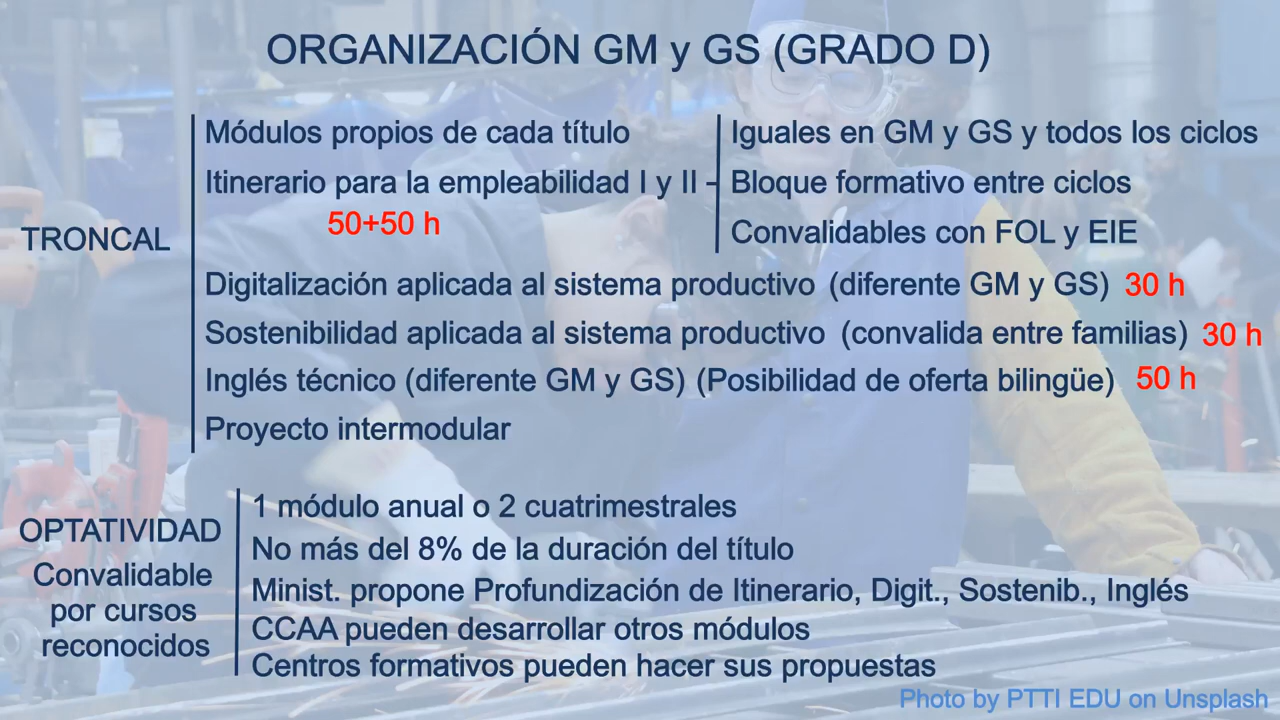 ORGANIZACIÓN GM y GS (GRADO D)
TRONCAL
Módulos propios de cada título
Itinerario para la empleabilidad I y II -
50+50 h
Iguales en GM y GS y todos los ciclos
Bloque formativo entre ciclos
Convalidables con FOL y EIE
Digitalización aplicada al sistema productivo (diferente GM y GS) 30 h
Sostenibilidad aplicada al sistema productivo (convalida entre familias) 30 h
Inglés técnico (diferente GM y GS) (Posibilidad de oferta bilingüe) 50 h
Proyecto intermodular
OPTATIVIDAD
Convalidable
por cursos
reconocidos
1 módulo anual o 2 cuatrimestrales
No más del 8% de la duración del título
Minist. propone Profundización de Itinerario, Digit., Sostenib., Inglés
CCAA pueden desarrollar otros módulos
Centros formativos pueden hacer sus propuestas
Photo by PTTI EDU on Unsplash